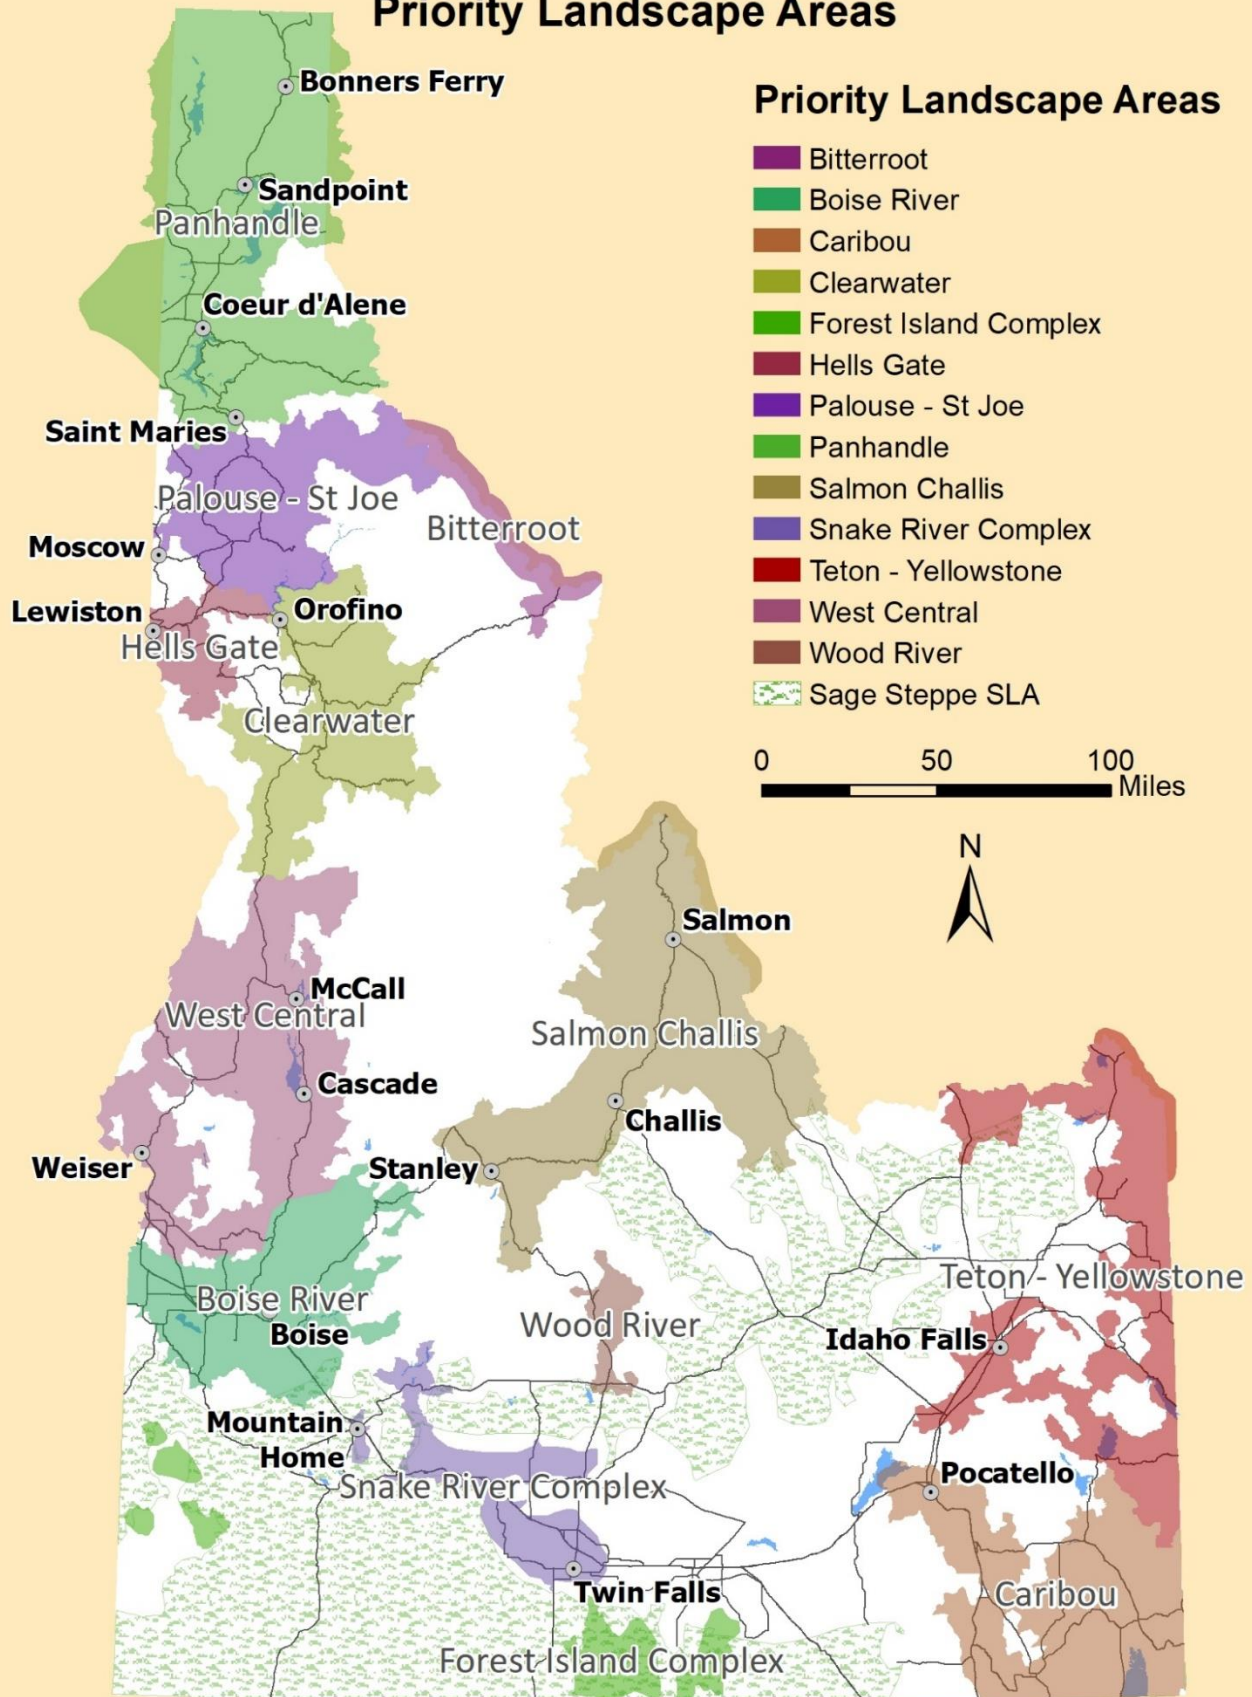 Priority Landscape Areas
Bonners Ferry
Sandpoint
Panhandle
Coeur d'Alene
Saint Maries
Palouse - St Joe
Bitterroot
Moscow
Lewiston
Orofino
Hells Gate
Clearwater
Priority Landscape Areas
Bitterroot
Boise River
Caribou
Clearwater
Forest Island Complex
Hells Gate
Palouse - St Joe
Panhandle
Salmon Challis
Snake River Complex
Teton - Yellowstone
West Central
Wood River
Sage Steppe SLA
0 50 100
Miles
N
Salmon
McCall
West Central
Salmon Challis
Cascade
Challis
Weiser
Stanley
Teton - Yellowstone
Boise River
Boise
Wood River
Idaho Falls
Mountain
Home
Pocatello
Snake River Complex
Twin Falls
Caribou
Forest Island Complex